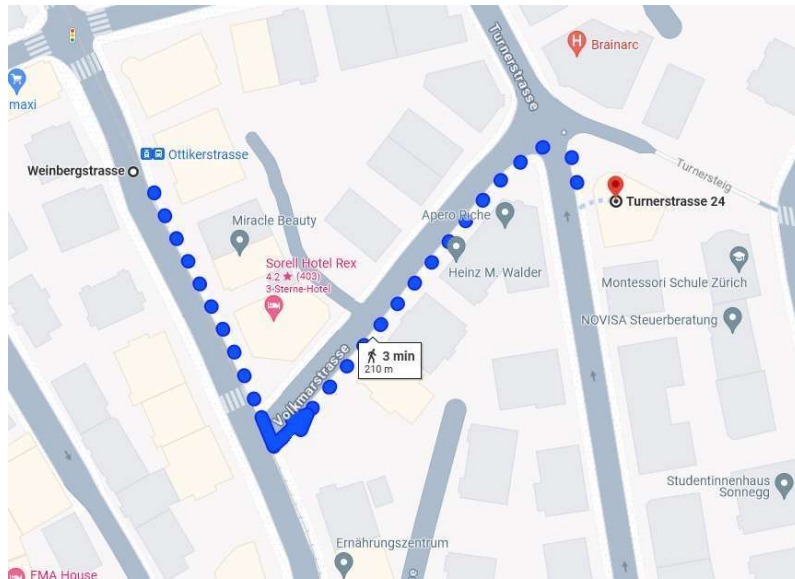 Turnerstrasse
H
Brainarc
maxi
Ottikerstrasse
Weinbergstrasse
Turnersteig
Turnerstrasse 24
Miracle Beauty
Apero Riche
Sorell Hotel Rex
4.2 ★ (403)
3-Sterne-Hotel
Heinz M. Walder
Montessori Schule Zürich
NOVISA Steuerberatung
3 min
210 m
Volkmarstrasse
Studentinnenhaus
Sonnegg
Ernährungszentrum
EMA House